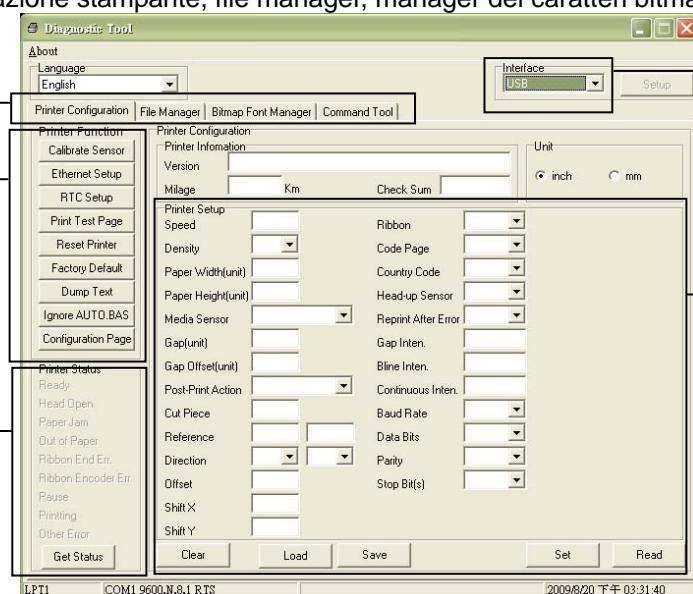 azione stampante, file manager, manager dei caratteri bitma
Diagnostic Tool
About
Language
English
Interface
USB
Setup
Printer Configuration File Manager Bitmap Font Manager Command Tool
Printer Function
Calibrate Sensor
Ethernet Setup
RTC Setup
Print Test Page
Reset Printer
Factory Default
Dump Text
Ignore AUTO.BAS
Configuration Page
Printer Status
Ready
Head Open
Paper Jam
Out of Paper
Ribbon End Err.
Ribbon Encoder Err.
Pause
Printting
Other Error
Get Status
Printer Configuration
Printer Infomation
Version
Milage Km Check Sum
Unit
inch mm
Printer Setup
Speed Ribbon
Density Code Page
Paper Width(unit) Country Code
Paper Height(unit) Head-up Sensor
Media Sensor Reprint After Error
Gap(unit) Gap Inten.
Gap Offset(unit) Bline Inten.
Post-Print Action Continuous Inten.
Cut Piece Baud Rate
Reference Data Bits
Direction Parity
Offset Stop Bit(s)
Shift X
Shift Y
Clear Load Save Set Read
LPT1 COM1 9600,N,8,1 RTS 2009/8/20 下午 03:31:40